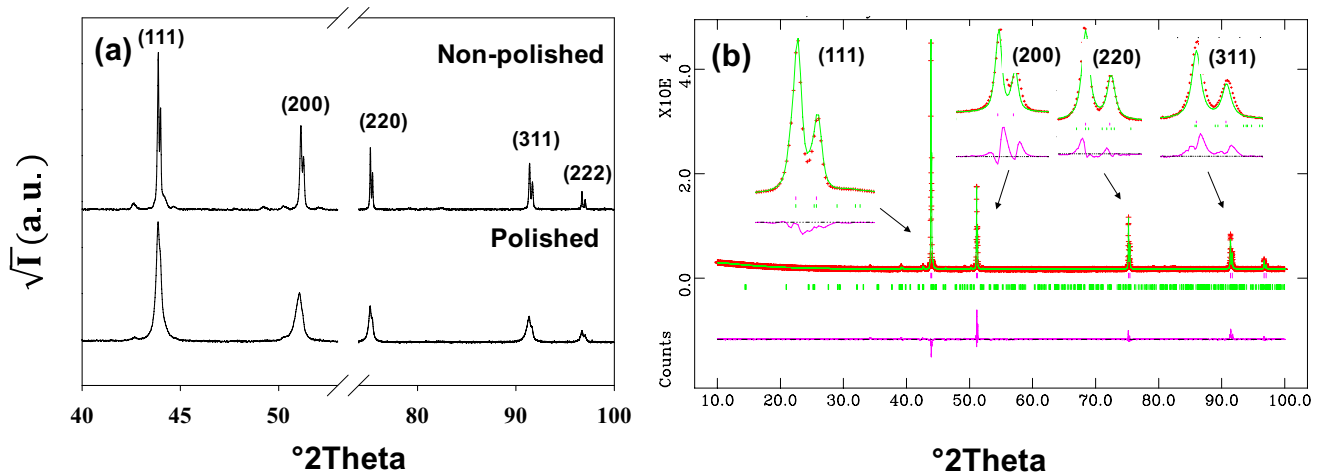 (a)
(111)
Non-polished
(200)
(220)
(311)
(222)
Polished
√I (a.u.)
40 45 50 80 90 100
°2Theta
(b)
(111)
(200)
(220)
(311)
X10E 4
4.0
2.0
0.0
Counts
10.0 20.0 30.0 40.0 50.0 60.0 70.0 80.0 90.0 100.0
°2Theta